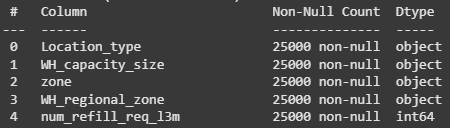 #   Column              Non-Null Count  Dtype
---  ------              --------------  -----
0   Location_type       25000 non-null  object
1   WH_capacity_size    25000 non-null  object
2   zone                25000 non-null  object
3   WH_regional_zone    25000 non-null  object
4   num_refill_req_l3m  25000 non-null  int64